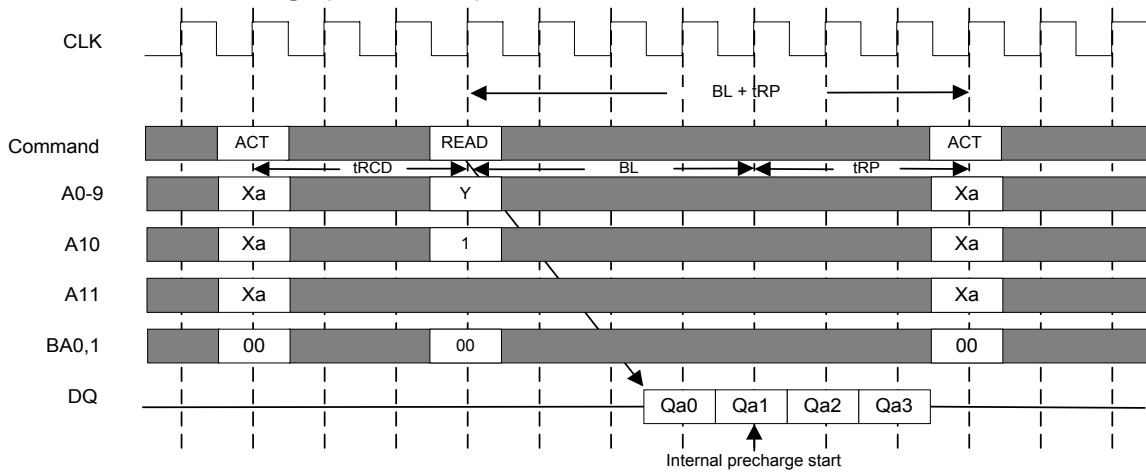 CLK
BL + tRP
Command ACT READ ACT
tRCD BL tRP
A0-9 Xa Y Xa
A10 Xa 1 Xa
A11 Xa Xa
BA0,1 00 00 00
DQ Qa0 Qa1 Qa2 Qa3
Internal precharge start